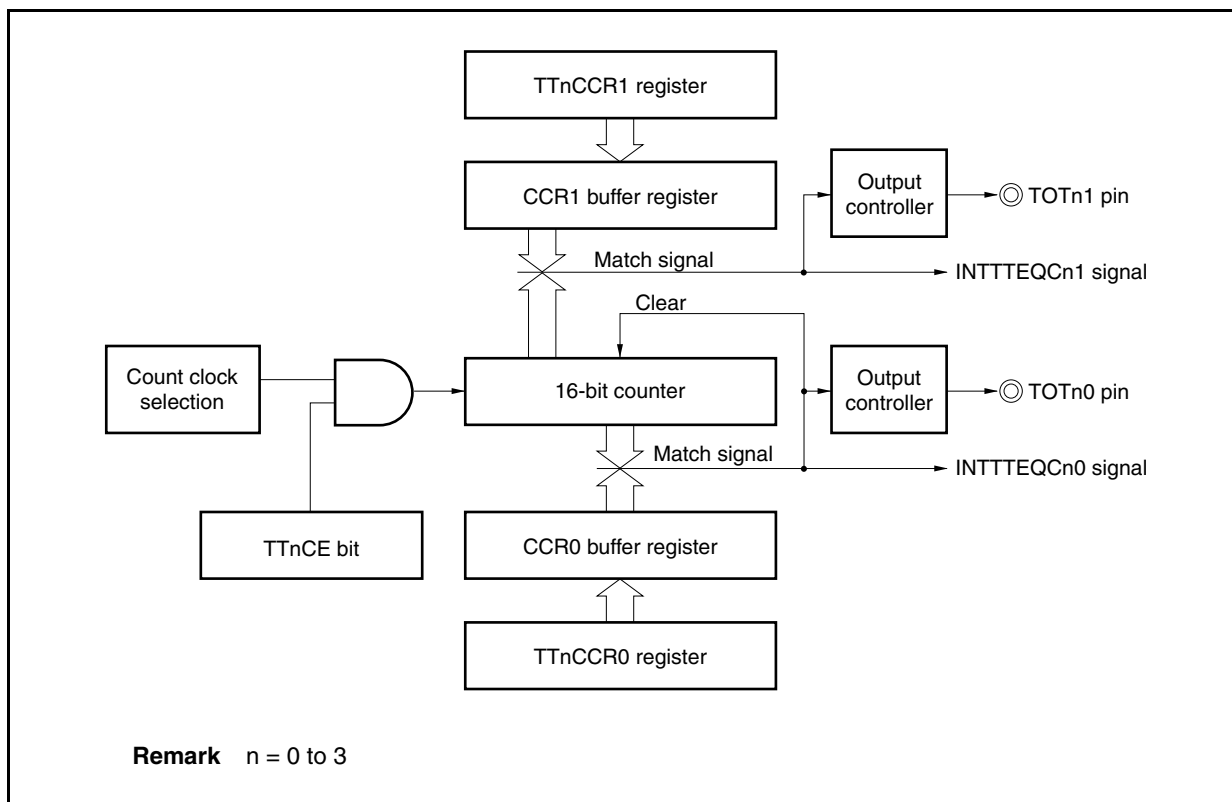 TTnCCR1 register
CCR1 buffer register
Output
controller
TOTn1 pin
Match signal
INTTTEQCn1 signal
Clear
Count clock
selection
16-bit counter
Output
controller
TOTn0 pin
Match signal
INTTTEQCn0 signal
TTnCE bit
CCR0 buffer register
TTnCCR0 register
Remark n = 0 to 3